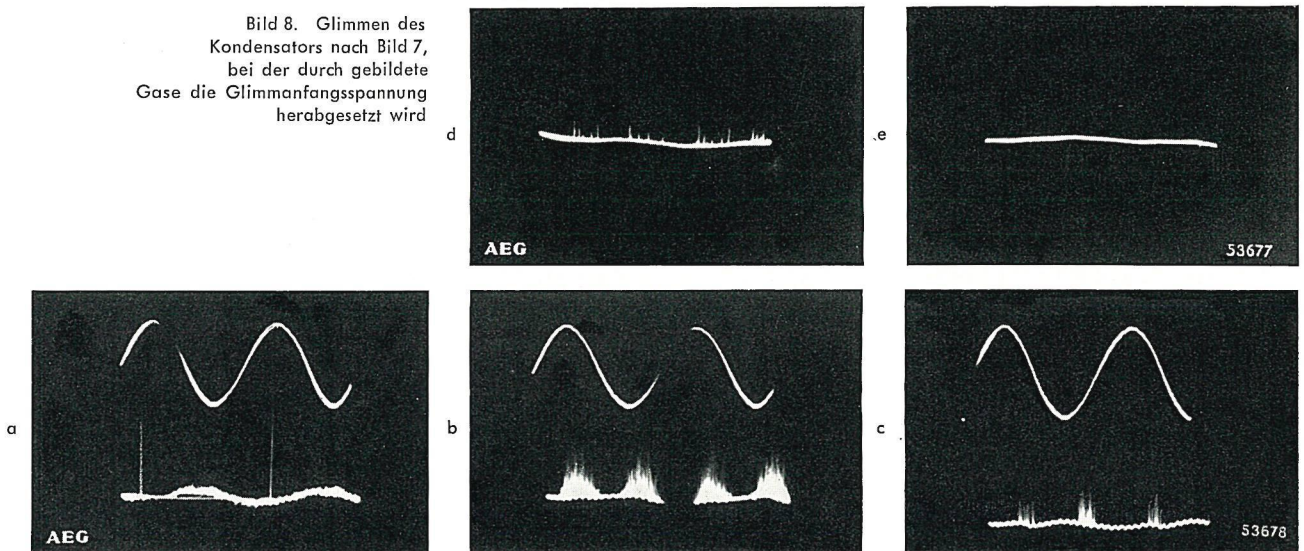 Bild 8. Glimmen des
Kondensators nach Bild 7,
bei der durch gebildete
Gase die Glimmanfangsspannung
herabgesetzt wird
d
e
AEG
53677
a
b
c
AEG
53678